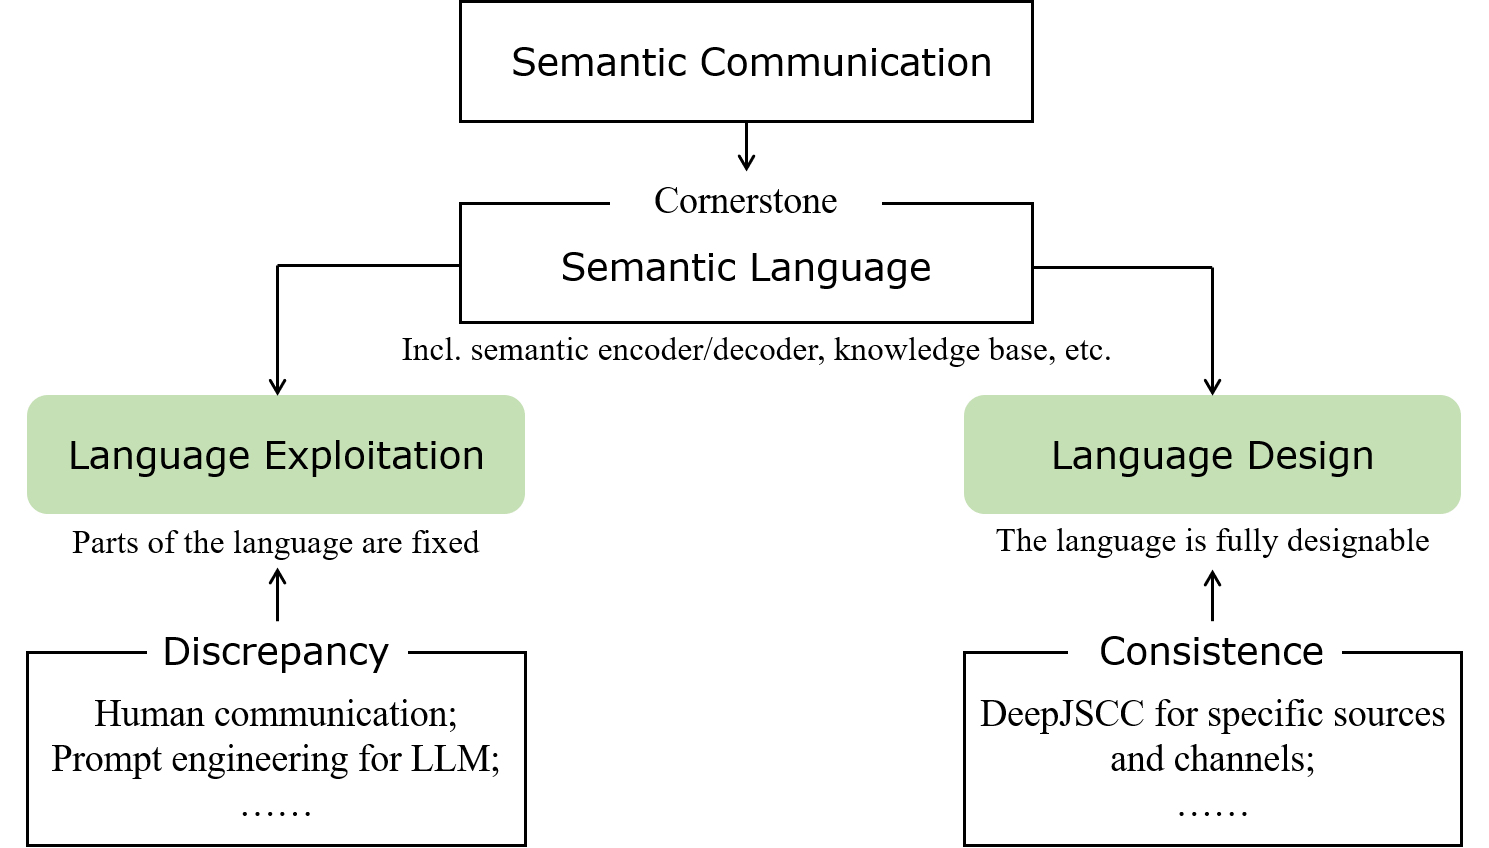 Semantic Communication
Cornerstone
Semantic Language
Incl. semantic encoder/decoder, knowledge base, etc.
Language Exploitation
Parts of the language are fixed
Discrepancy
Human communication;
Prompt engineering for LLM;
……
Language Design
The language is fully designable
Consistence
DeepJSCC for specific sources
and channels;
……